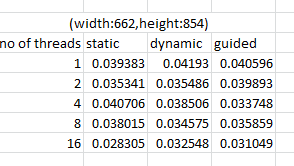 (width:662,height:854)
no of threads static dynamic guided
1 0.039383 0.04193 0.040596
2 0.035341 0.035486 0.039893
4 0.040706 0.038506 0.033748
8 0.038015 0.034575 0.035859
16 0.028305 0.032548 0.031049